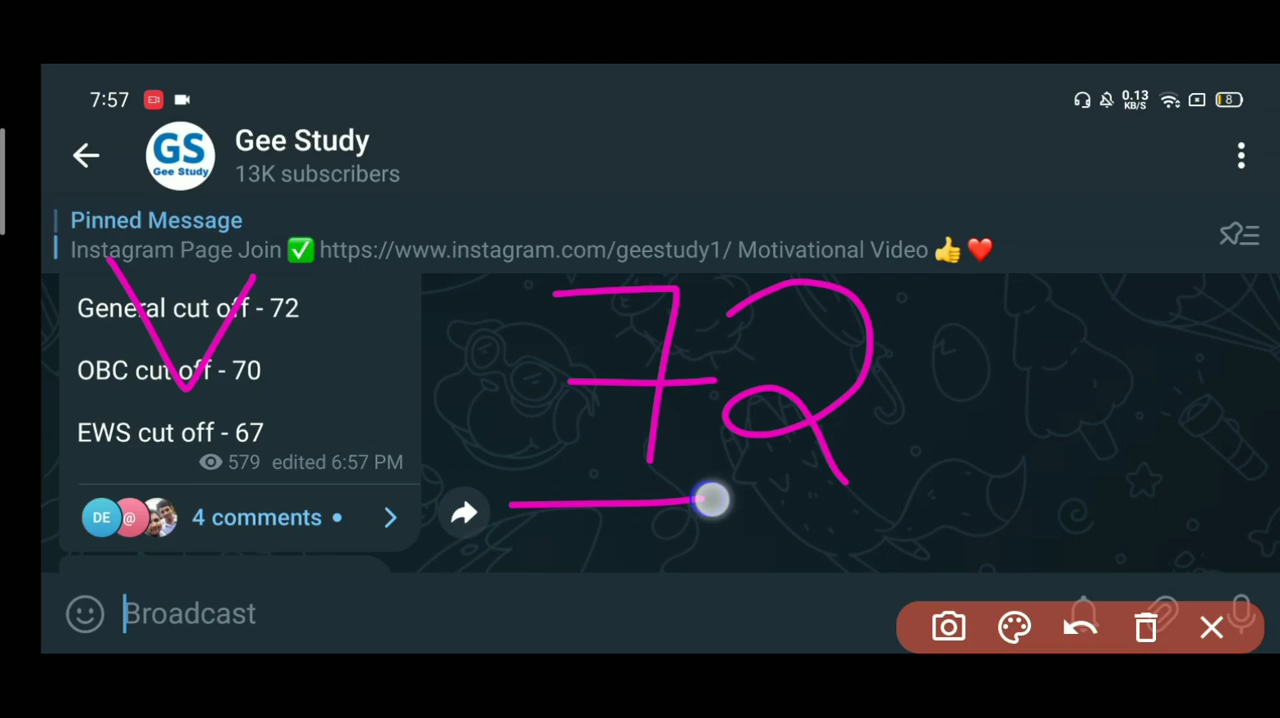 7:57
0.13
KB/S
8
GS
Gee Study
Gee Study
13K subscribers
Pinned Message
Instagram Page Join ✅ https://www.instagram.com/geestudy1/ Motivational Video 👍❤️
General cut off - 72
OBC cut off - 70
EWS cut off - 67
579 edited 6:57 PM
72
DE @ 4 comments
Broadcast